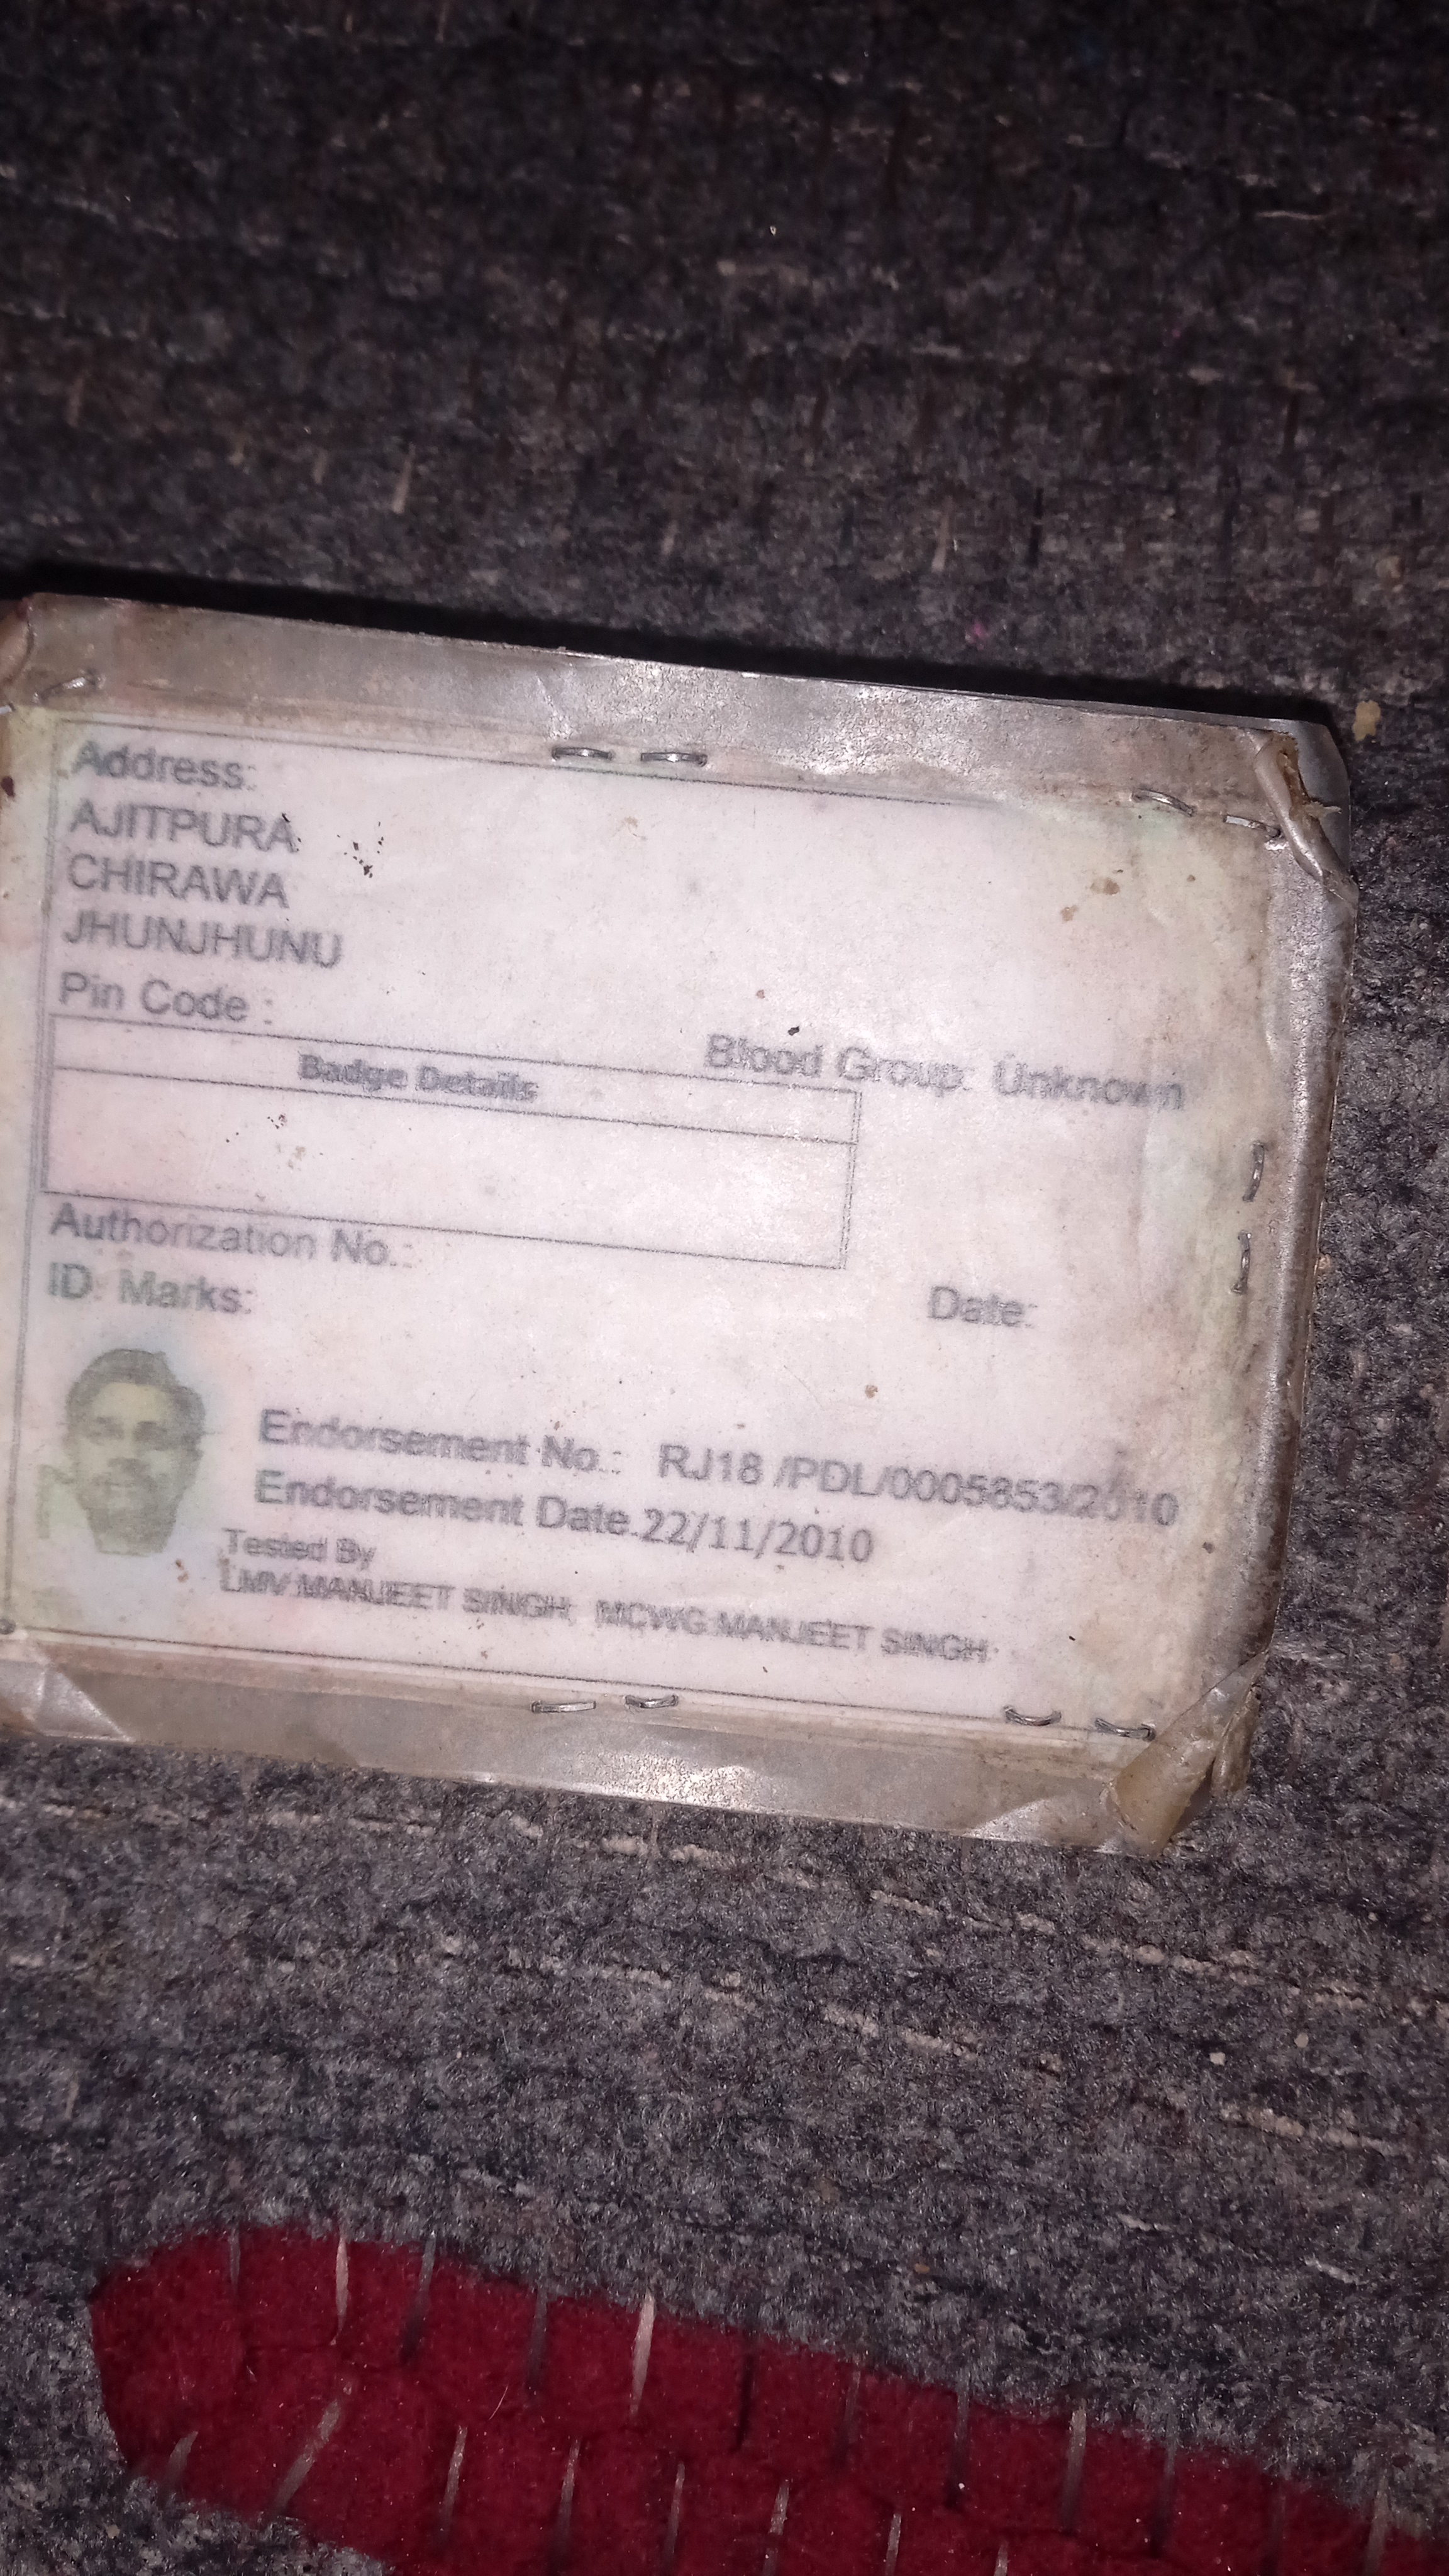 Address:
AJITPURA
CHIRAWA
JHUNJHUNU
Pin Code :
Blood Group: Unknown
Badge Details
Authorization No.:
ID. Marks:
Date:
Endorsement No.: RJ18 /PDL/0005853/2010
Endorsement Date.22/11/2010
Tested By
LMV:MANJEET SINGH; MCWG:MANJEET SINGH